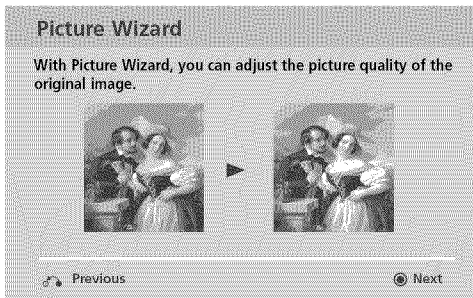 Picture Wizard
With Picture Wizard, you can adjust the picture quality of the
original image.
Previous
Next